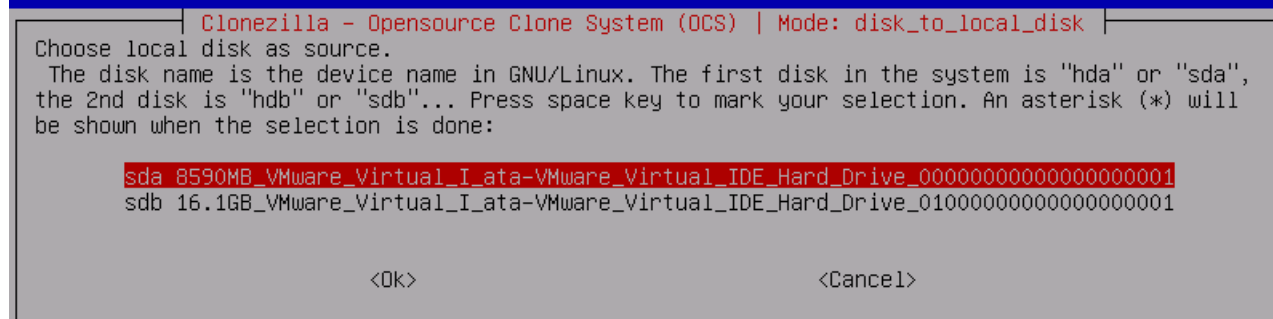 Clonezilla - Opensource Clone System (OCS) | Mode: disk_to_local_disk
Choose local disk as source.
The disk name is the device name in GNU/Linux. The first disk in the system is "hda" or "sda",
the 2nd disk is "hdb" or "sdb"... Press space key to mark your selection. An asterisk (*) will
be shown when the selection is done:
sda 8590MB_VMware_Virtual_I_ata-VMware_Virtual_IDE_Hard_Drive_00000000000000000001
sdb 16.1GB_VMware_Virtual_I_ata-VMware_Virtual_IDE_Hard_Drive_01000000000000000001
<Ok> <Cancel>